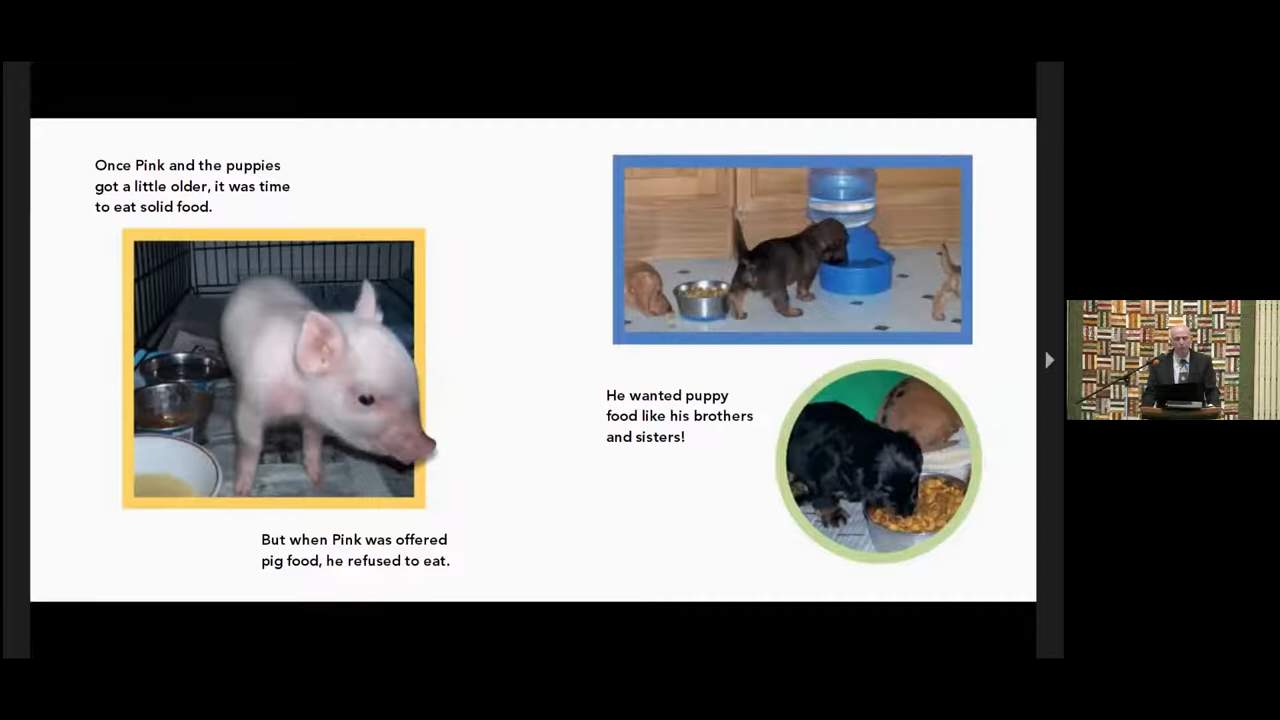 Once Pink and the puppies
got a little older, it was time
to eat solid food.
But when Pink was offered
pig food, he refused to eat.
He wanted puppy
food like his brothers
and sisters!